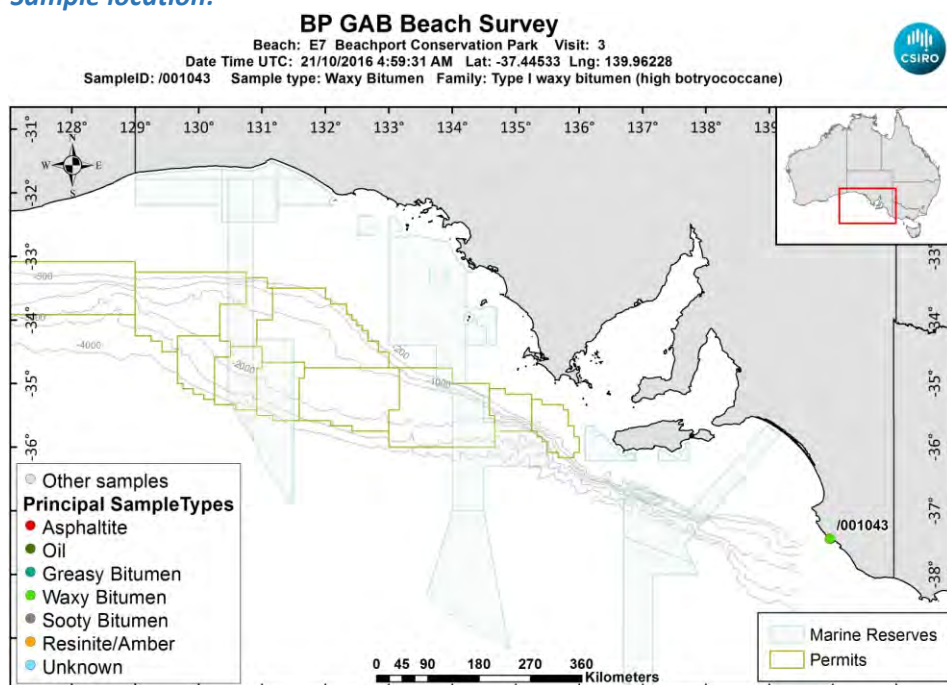 Sample location:
BP GAB Beach Survey
Beach: E7 Beachport Conservation Park Visit: 3
Date Time UTC: 21/10/2016 4:59:31 AM Lat: -37.44533 Lng: 139.96228
SampleID: /001043 Sample type: Waxy Bitumen Family: Type I waxy bitumen (high botryococcane)
CSIRO
128° 129° 130° 131° 132° 133° 134° 135° 136° 137° 138° 139
-31° -31°
N
W E
S
-32°
-33° -33°
-34° -34°
-35° -35°
-36° -36°
-37°
-38°
-4000
-2000
-200
-1000
/001043
Other samples
Principal SampleTypes
Asphaltite
Oil
Greasy Bitumen
Waxy Bitumen
Sooty Bitumen
Resinite/Amber
Unknown
0 45 90 180 270 360
Kilometers
Marine Reserves
Permits